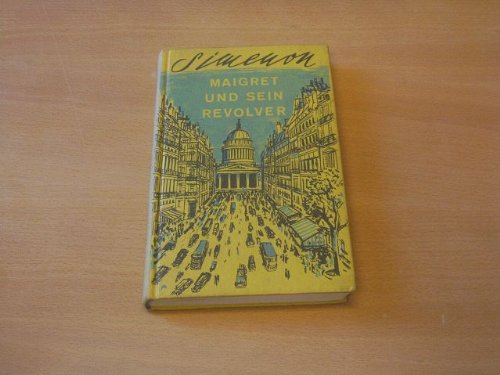 Simenon
MAIGRET
UND SEIN
REVOLVER